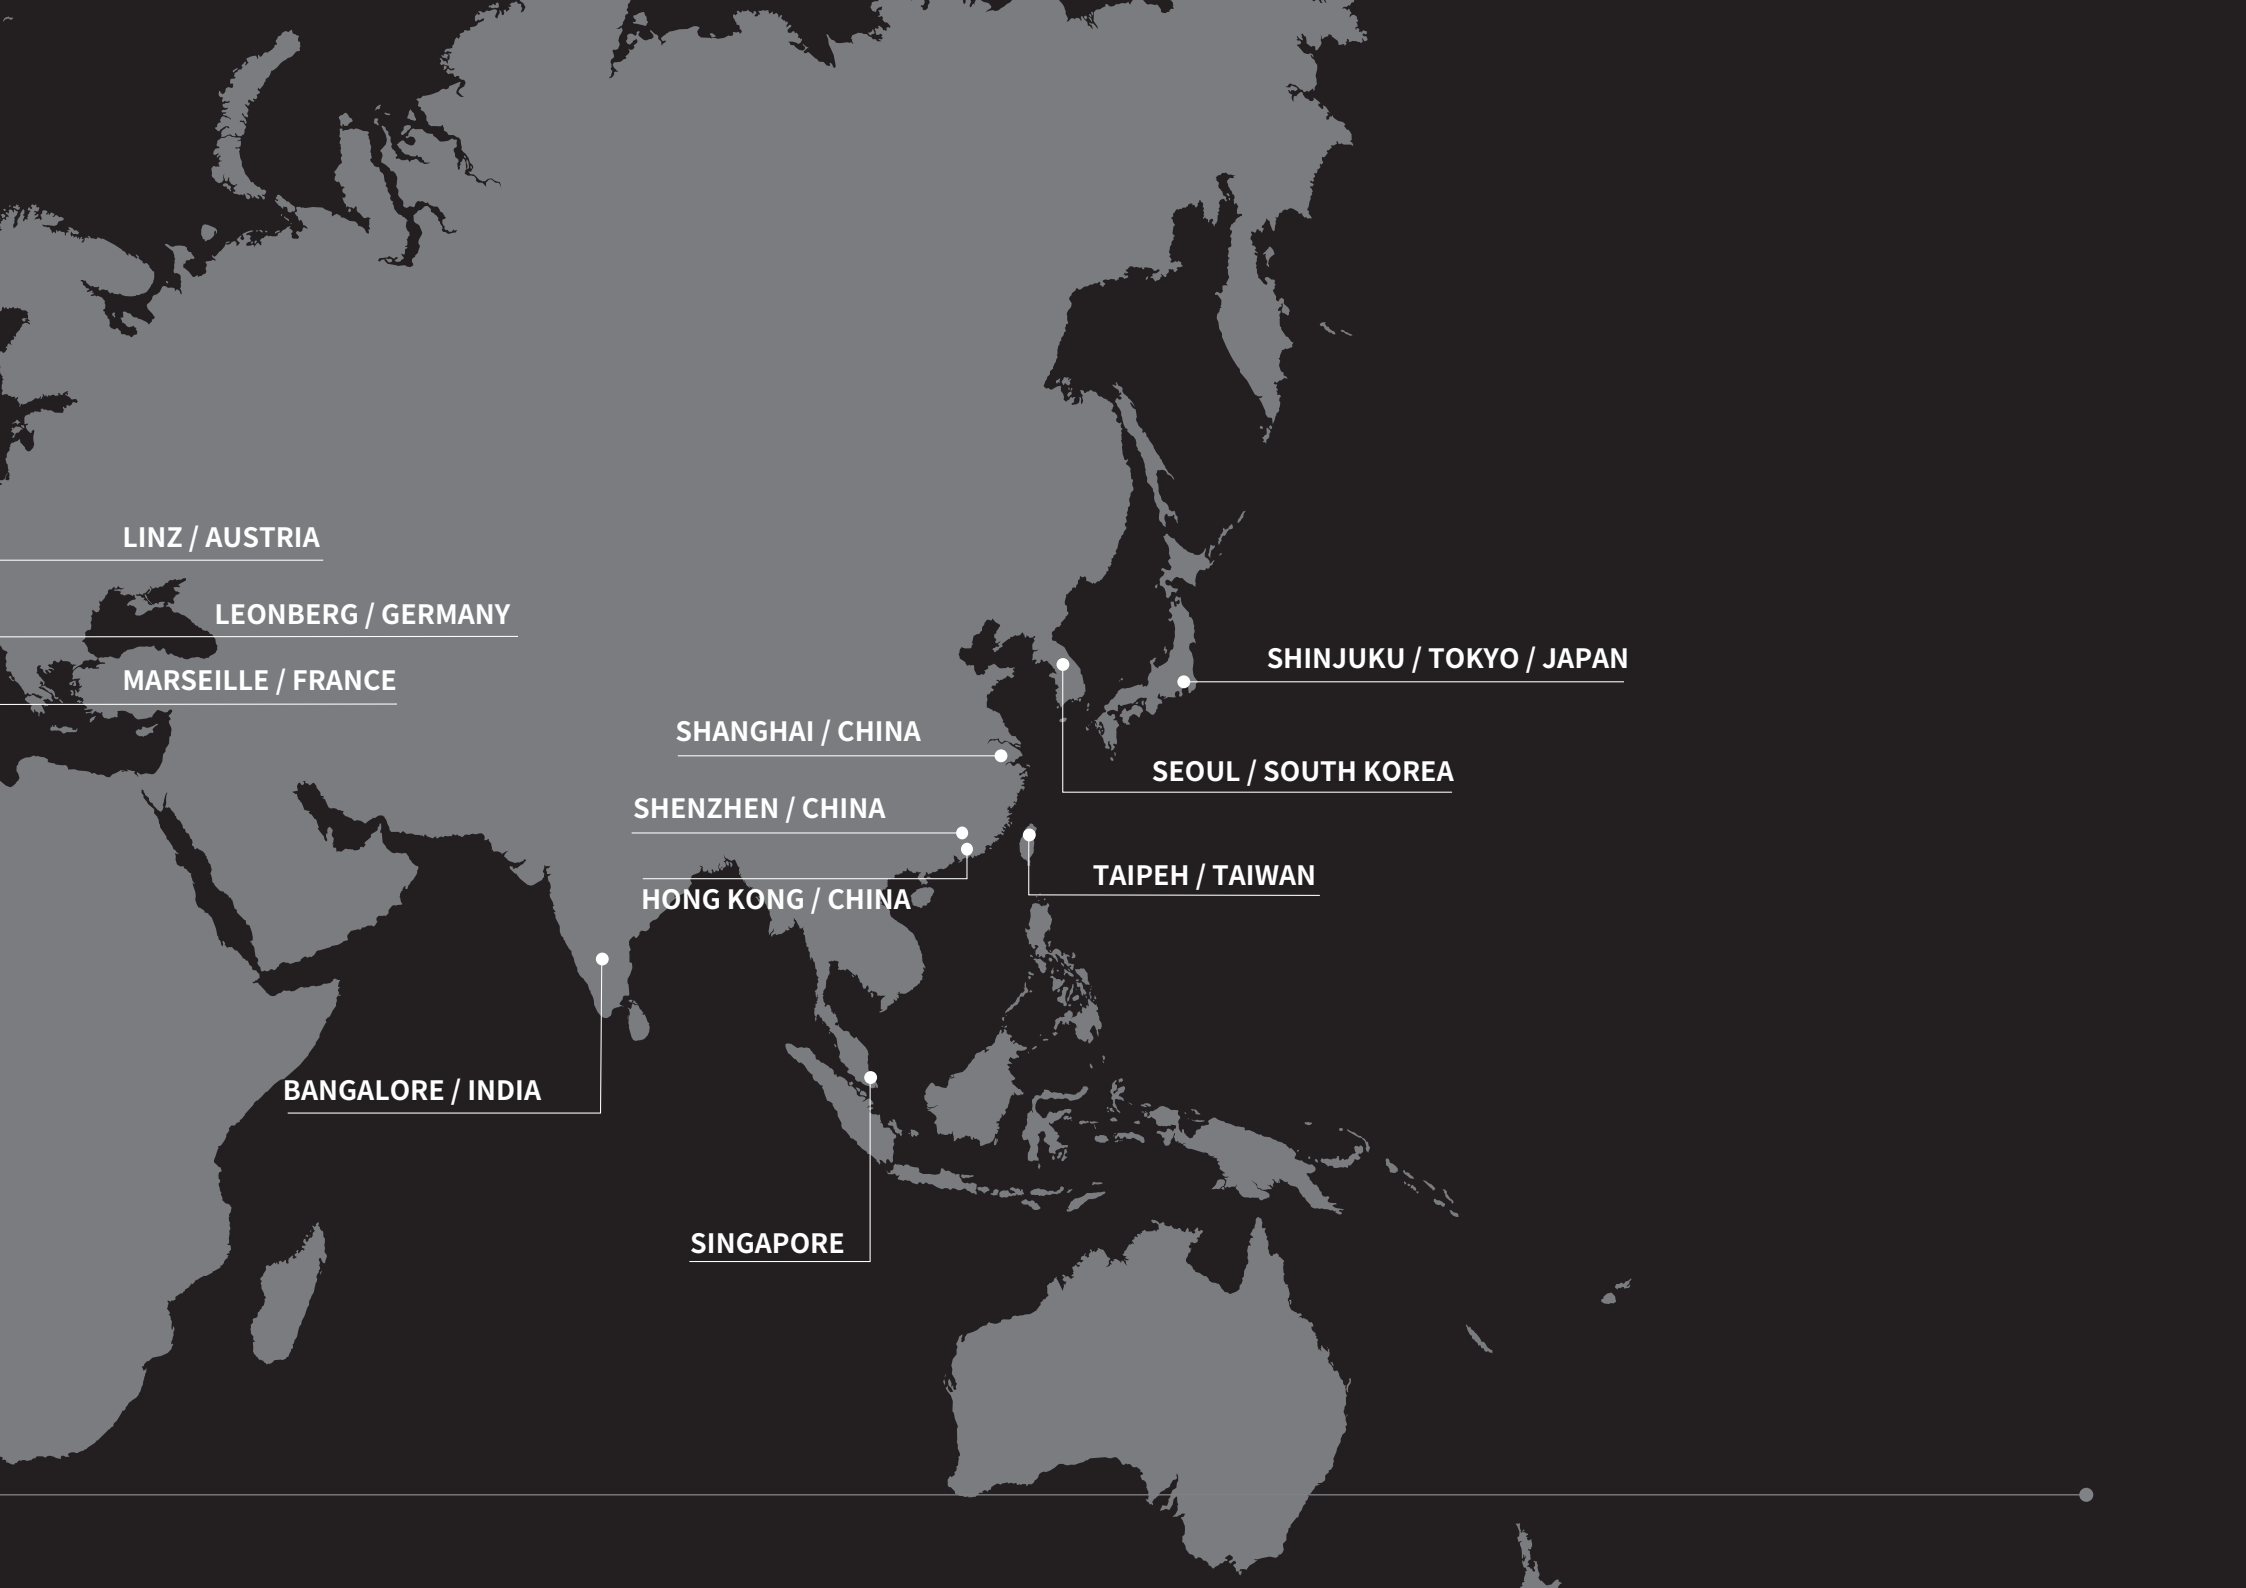 LINZ / AUSTRIA
LEONBERG / GERMANY
MARSEILLE / FRANCE
SHINJUKU / TOKYO / JAPAN
SHANGHAI / CHINA
SEOUL / SOUTH KOREA
SHENZHEN / CHINA
TAIPEH / TAIWAN
HONG KONG / CHINA
BANGALORE / INDIA
SINGAPORE